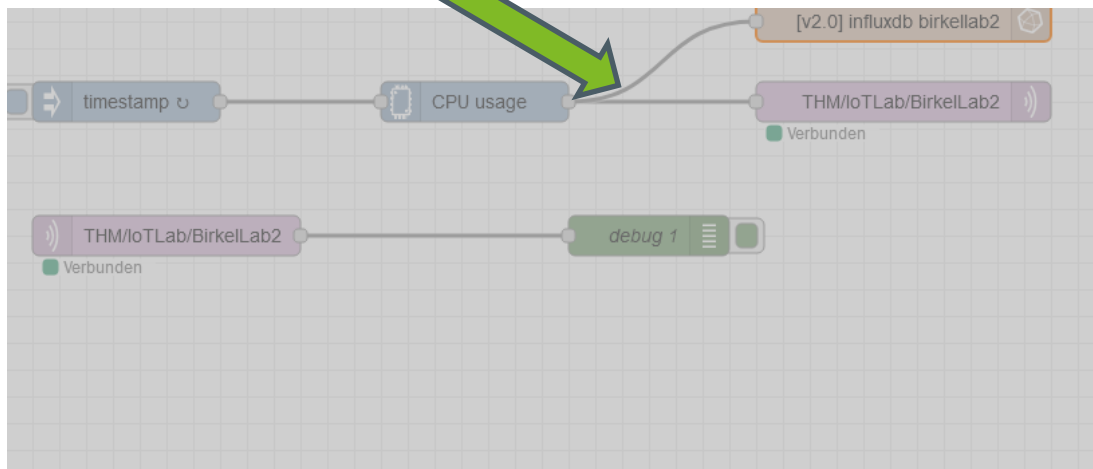 [v2.0] influxdb birkellab2
timestamp ↻
CPU usage
THM/IoTLab/BirkelLab2
Verbunden
THM/IoTLab/BirkelLab2
debug 1
Verbunden